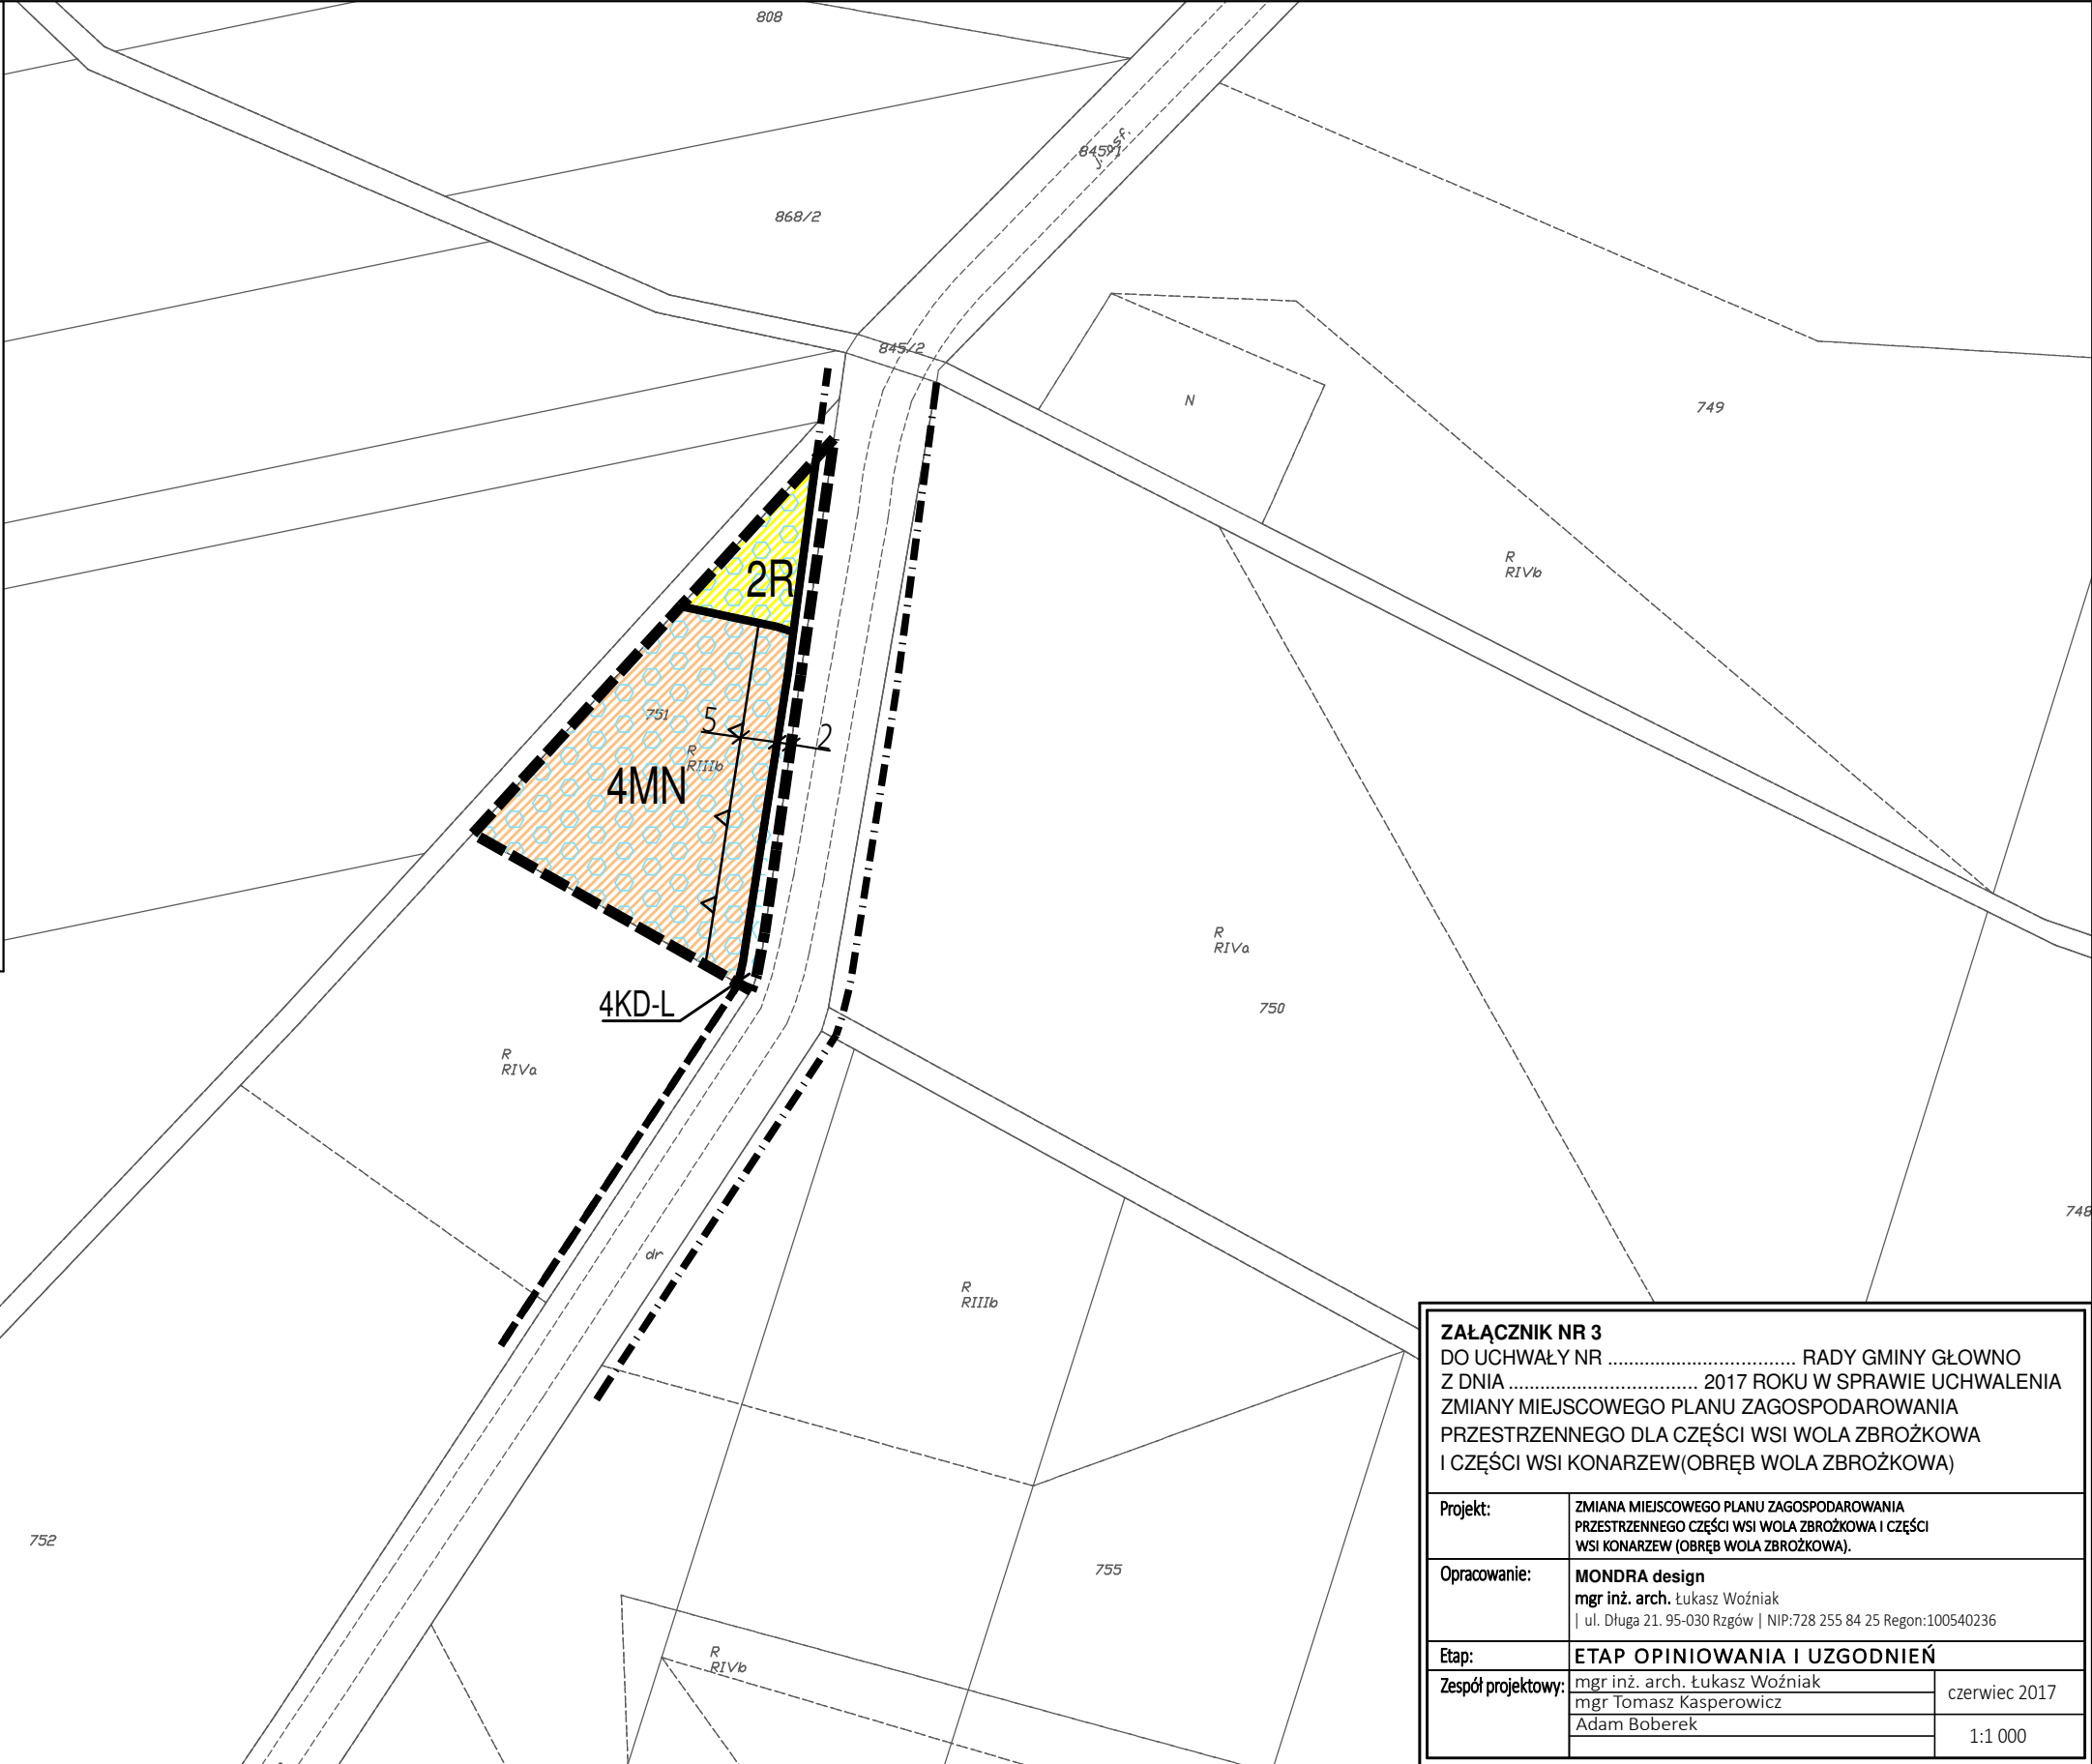 808
845/1
j. asf.
868/2
845/2
N
749
R
RIVb
2R
751
5
2
R
RIIIb
4MN
R
RIVa
750
4KD-L
R
RIVa
748
dr
R
RIIIb
752
755
R
RIVb
ZAŁĄCZNIK NR 3
DO UCHWAŁY NR .................................... RADY GMINY GŁOWNO
Z DNIA .................................... 2017 ROKU W SPRAWIE UCHWALENIA
ZMIANY MIEJSCOWEGO PLANU ZAGOSPODAROWANIA
PRZESTRZENNEGO DLA CZĘŚCI WSI WOLA ZBROŻKOWA
I CZĘŚCI WSI KONARZEW(OBRĘB WOLA ZBROŻKOWA)
Projekt:
ZMIANA MIEJSCOWEGO PLANU ZAGOSPODAROWANIA
PRZESTRZENNEGO CZĘŚCI WSI WOLA ZBROŻKOWA I CZĘŚCI
WSI KONARZEW (OBRĘB WOLA ZBROŻKOWA).
Opracowanie:
MONDRA design
mgr inż. arch. Łukasz Woźniak
| ul. Długa 21. 95-030 Rzgów | NIP:728 255 84 25 Regon:100540236
Etap:
ETAP OPINIOWANIA I UZGODNIEŃ
Zespół projektowy:
mgr inż. arch. Łukasz Woźniak
mgr Tomasz Kasperowicz
czerwiec 2017
Adam Boberek
1:1 000